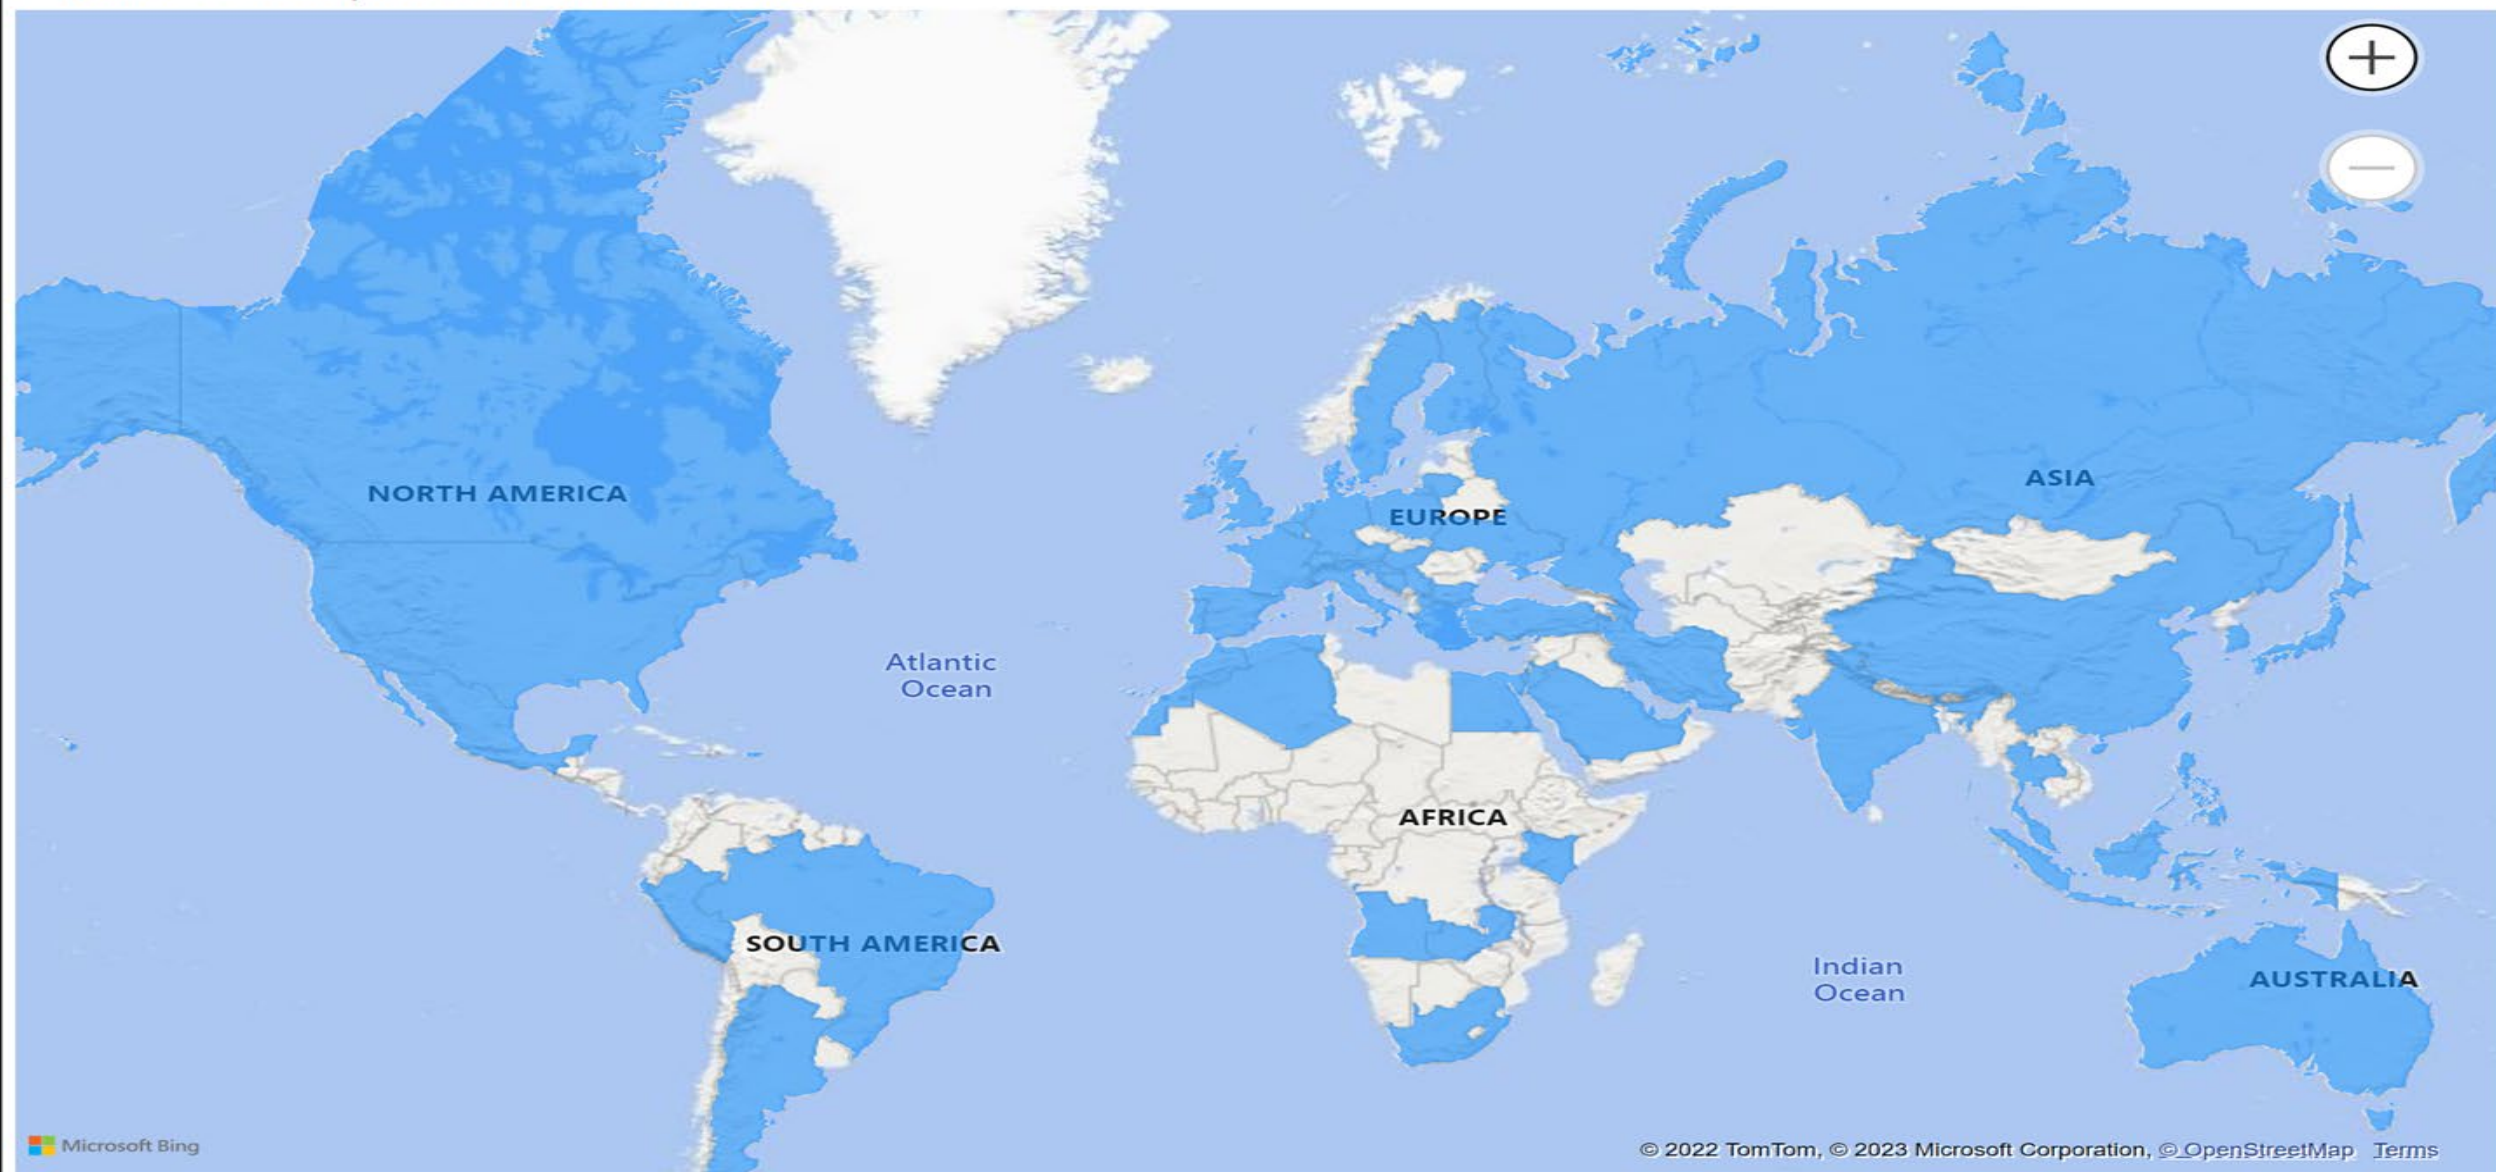 NORTH AMERICA
ASIA
EUROPE
Atlantic
Ocean
AFRICA
SOUTH AMERICA
Indian
Ocean
AUSTRALIA
Microsoft Bing
© 2022 TomTom, © 2023 Microsoft Corporation, © OpenStreetMap Terms